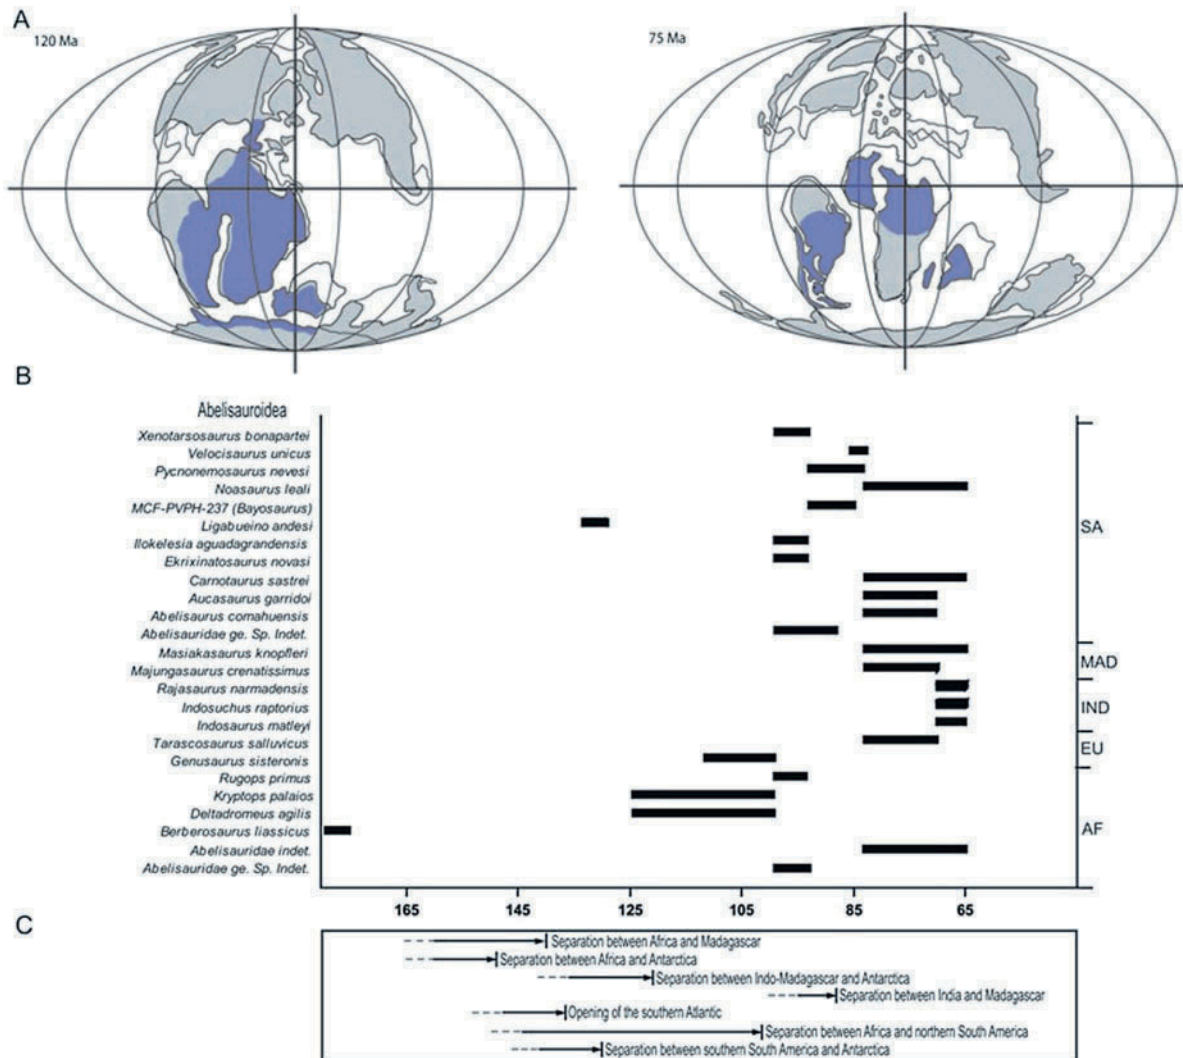 A
120 Ma
75 Ma
B
Abelisauroidea
Xenotarsosaurus bonapartei
Velocisaurus unicus
Pycnonemosaurus nevesi
Noasaurus leali
MCF-PVPH-237 (Bayosaurus)
Ligabueino andesi
Ilokelesia aguadagrandensis
Ekrixinatosaurus novasi
Carnotaurus sastrei
Aucasaurus garridoi
Abelisaurus comahuensis
Abelisauridae ge. Sp. Indet.
SA
Masiakasaurus knopfleri
Majungasaurus crenatissimus
MAD
Rajasaurus narmadensis
Indosuchus raptorius
Indosaurus matleyi
IND
Tarascosaurus salluvicus
Genusaurus sisteronis
EU
Rugops primus
Kryptops palaios
Deltadromeus agilis
Berberosaurus liassicus
Abelisauridae indet.
Abelisauridae ge. Sp. Indet.
AF
165 145 125 105 85 65
C
Separation between Africa and Madagascar
Separation between Africa and Antarctica
Separation between Indo-Madagascar and Antarctica
Separation between India and Madagascar
Opening of the southern Atlantic
Separation between Africa and northern South America
Separation between southern South America and Antarctica